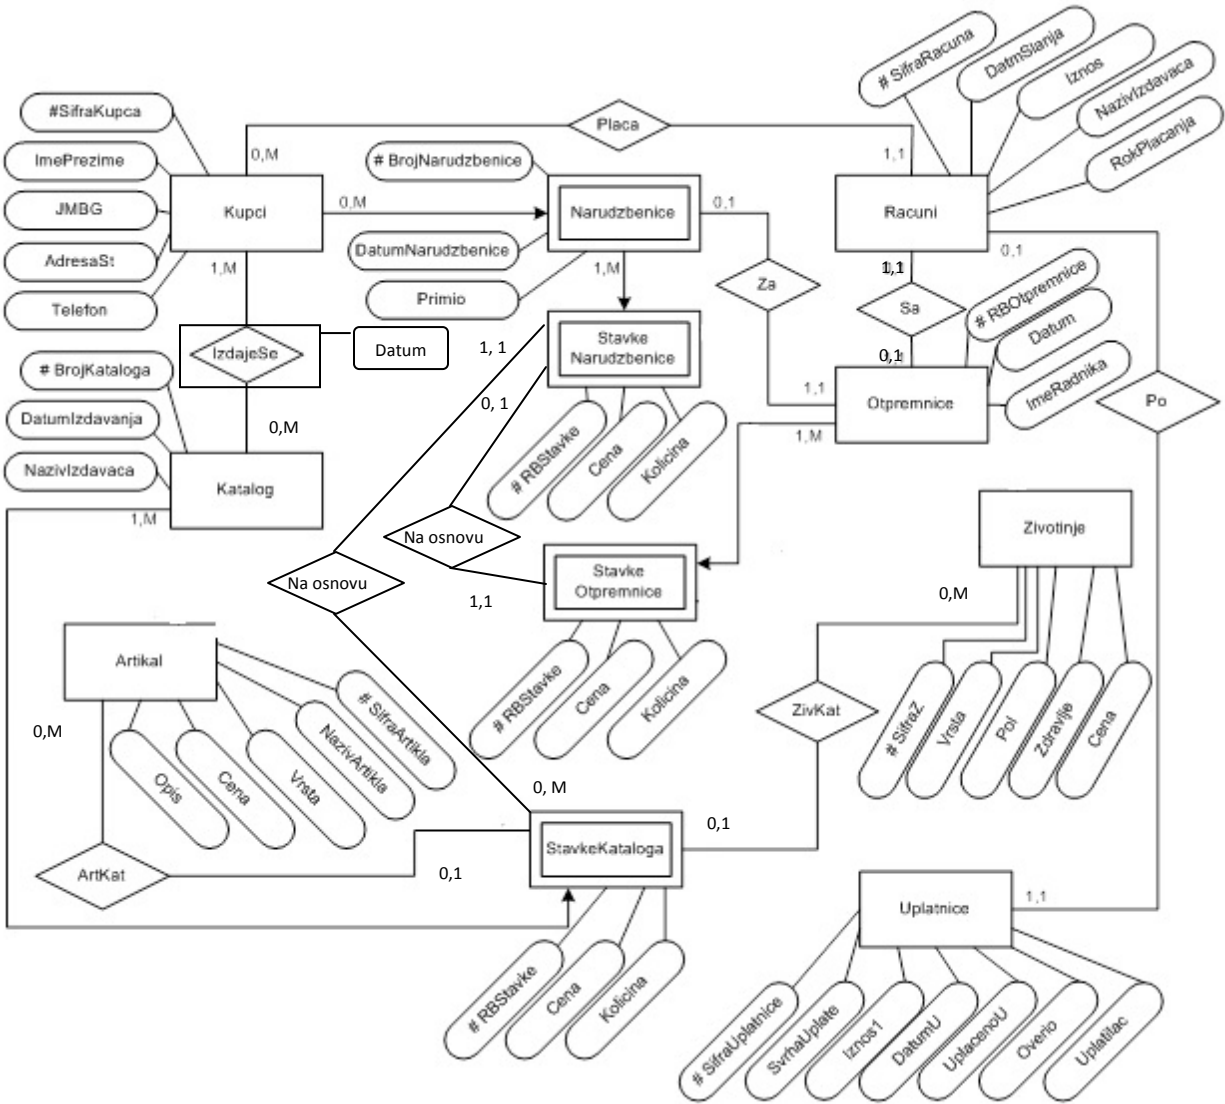 # SifraRacuna
DatmSlanja
Iznos
NazivIzdavaca
RokPlacanja
#SifraKupca
ImePrezime
JMBG
AdresaSt
Telefon
Placa
0,M
1,1
# BrojNarudzbenice
DatumNarudzbenice
Primio
Kupci
0,M
Narudzbenice
0,1
Racuni
0,1
1,M
1,M
Za
1,1
Sa
0,1
# RBOtpremnice
Datum
ImeRadnika
IzdajeSe
Datum
1, 1
Stavke
Narudzbenice
0, 1
1,1
Otpremnice
1,M
Po
# BrojKataloga
DatumIzdavanja
NazivIzdavaca
0,M
Katalog
1,M
# RBStavke
Cena
Kolicina
Na osnovu
Na osnovu
1,1
Stavke
Otpremnice
Zivotinje
0,M
# RBStavke
Cena
Kolicina
Artikal
0,M
# SifraArtikla
NazivArtikla
Vrsta
Cena
Opis
ZivKat
# SifraZ
Vrsta
Pol
Zdravlje
Cena
0, M
0,1
StavkeKataloga
ArtKat
0,1
# RBStavke
Cena
Kolicina
Uplatnice
1,1
# SifraUplatnice
SvrhaUplate
Iznos1
DatumU
UplacenoU
Overio
Uplatilac